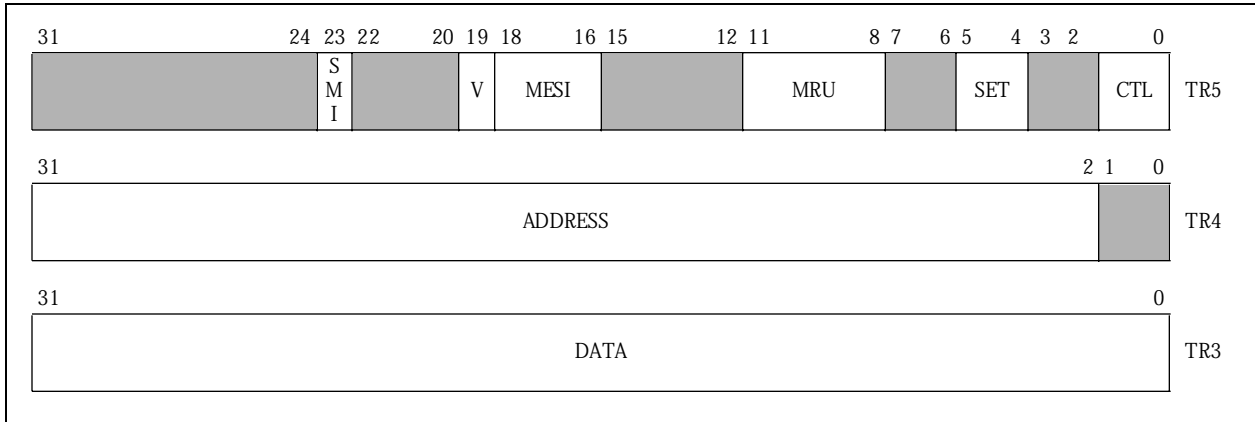 31 24 23 22 20 19 18 16 15 12 11 8 7 6 5 4 3 2 0
S
M
I
V MESI MRU SET CTL TR5
31 2 1 0
ADDRESS TR4
31 0
DATA TR3